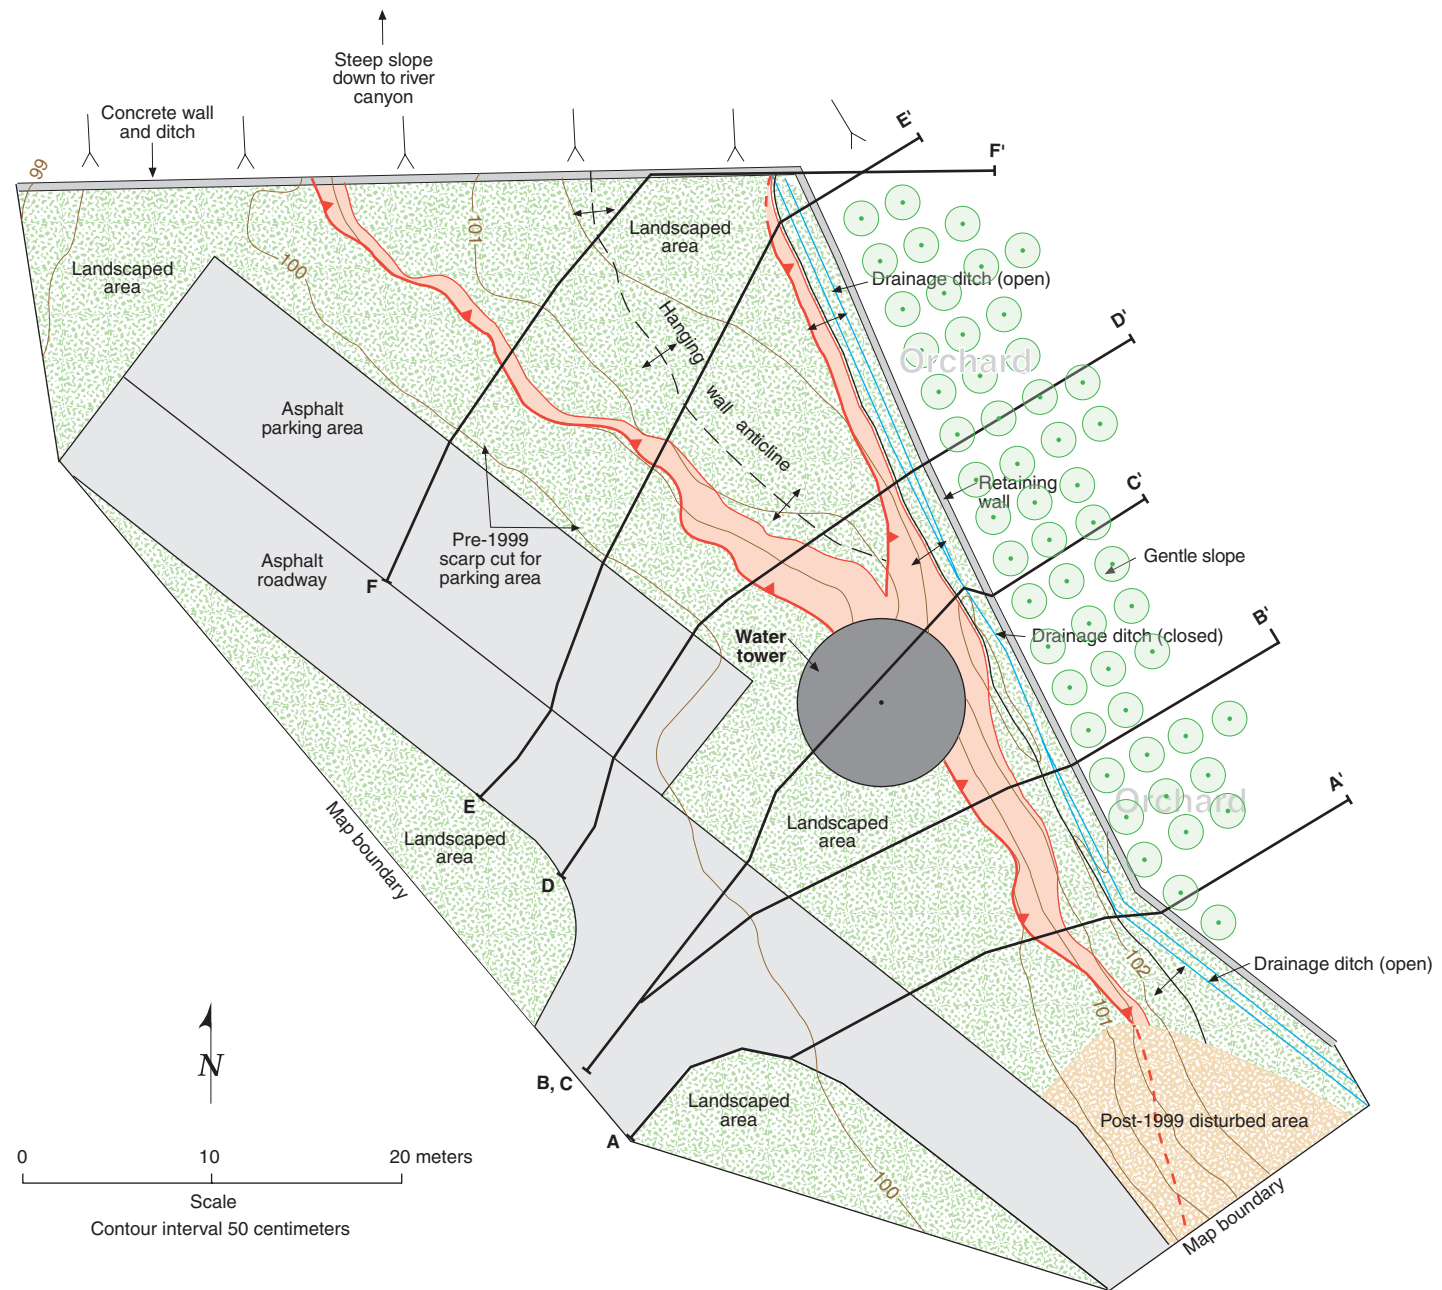 Steep slope
down to river
canyon
Concrete wall
and ditch
99
E'
F'
Landscaped
area
101
Landscaped
area
100
Drainage ditch (open)
D'
Hanging
wall
anticline
Orchard
Asphalt
parking area
Retaining
wall
C'
Pre-1999
scarp cut for
parking area
Asphalt
roadway
F
Gentle slope
B'
Water
tower
Drainage ditch (closed)
A'
E
Map boundary
Landscaped
area
Landscaped
area
Orchard
D
102
Drainage ditch (open)
101
N
B, C
Landscaped
area
Post-1999 disturbed area
A
0 10 20 meters
Scale
Contour interval 50 centimeters
100
Map boundary